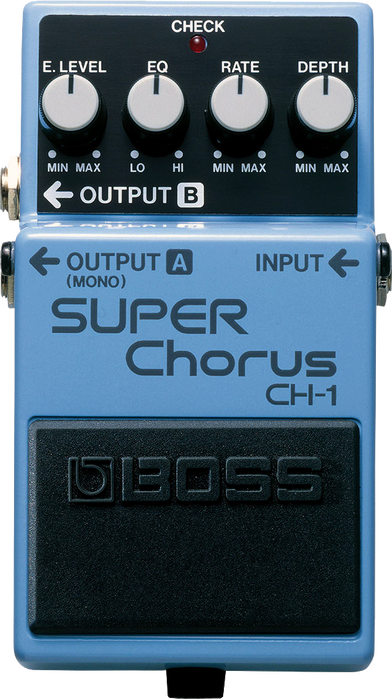 CHECK
E. LEVEL EQ RATE DEPTH
MIN MAX LO HI MIN MAX MIN MAX
← OUTPUT B
← OUTPUT A INPUT ←
(MONO)
SUPER
Chorus
CH-1
BOSS